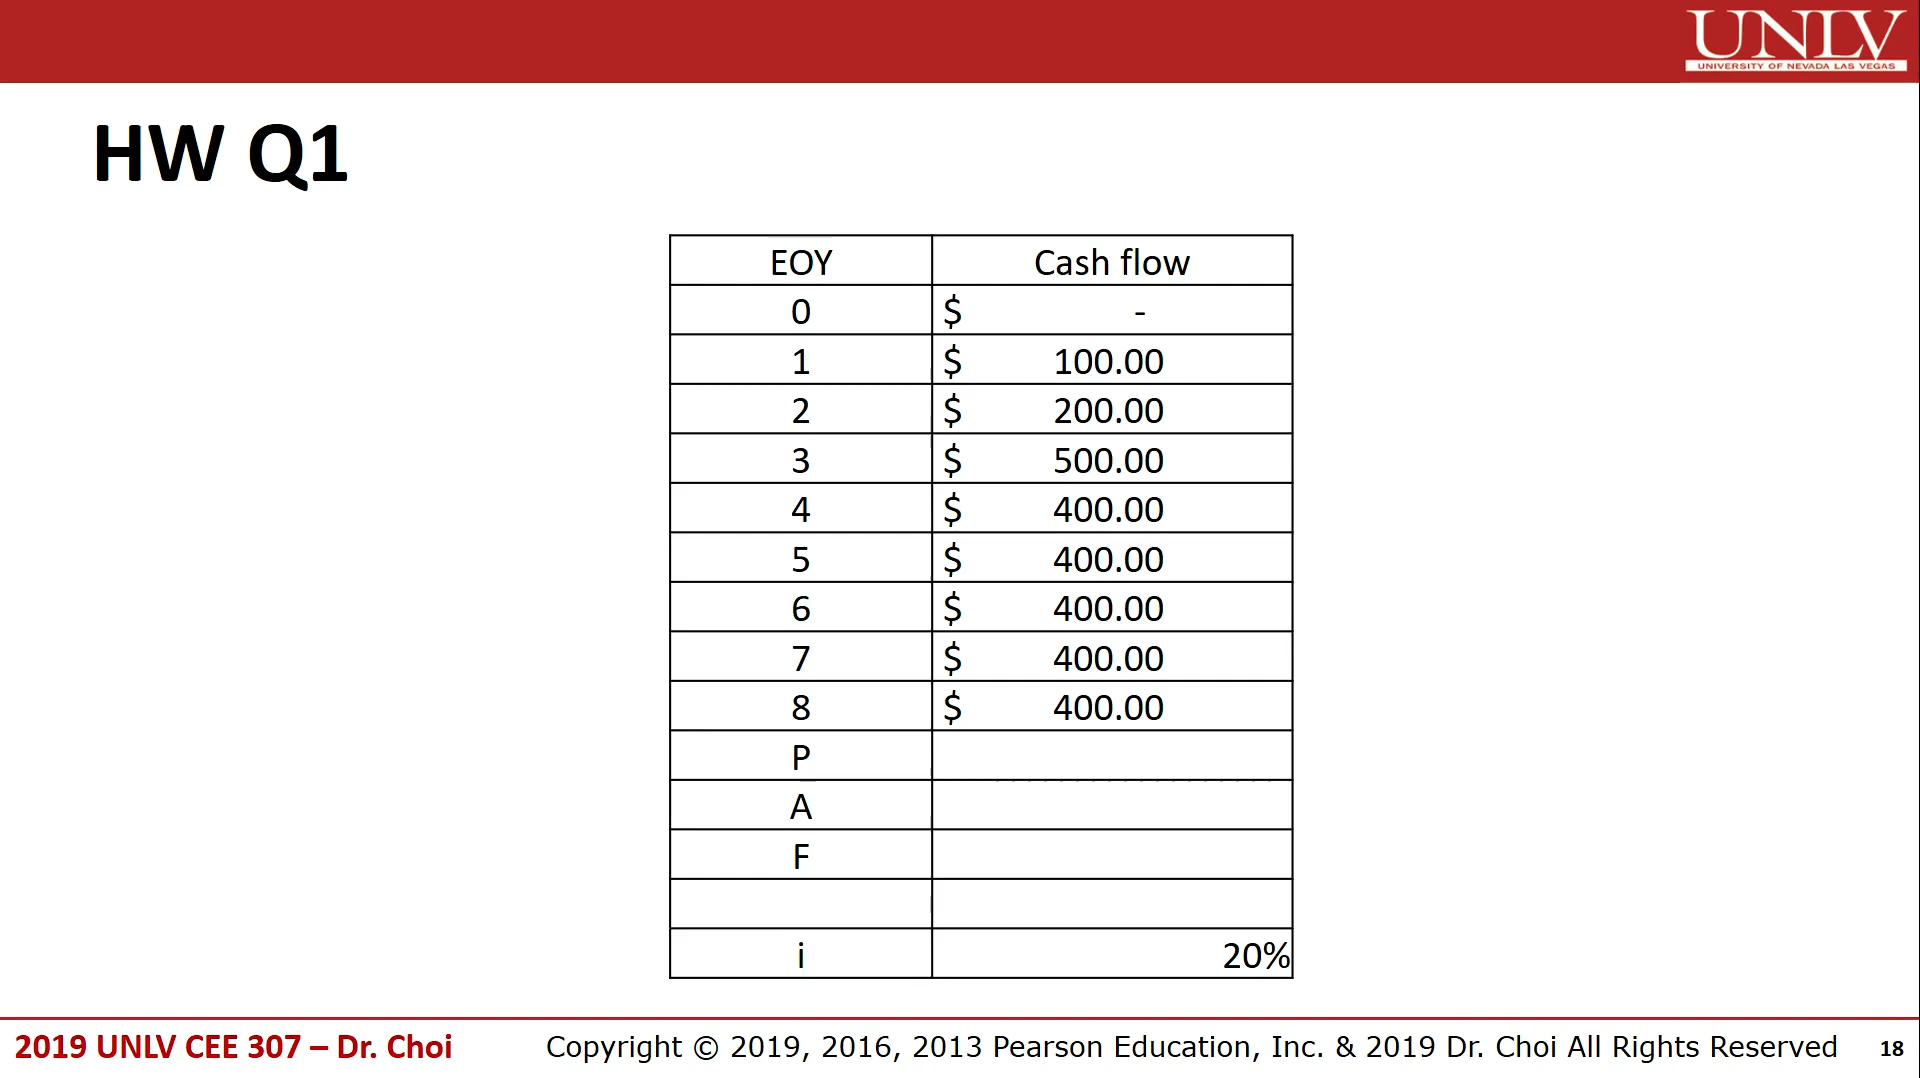 UNLV
UNIVERSITY OF NEVADA LAS VEGAS
HW Q1
EOY Cash flow
0 $ -
1 $ 100.00
2 $ 200.00
3 $ 500.00
4 $ 400.00
5 $ 400.00
6 $ 400.00
7 $ 400.00
8 $ 400.00
P
A
F
i 20%
2019 UNLV CEE 307 – Dr. Choi Copyright © 2019, 2016, 2013 Pearson Education, Inc. & 2019 Dr. Choi All Rights Reserved 18